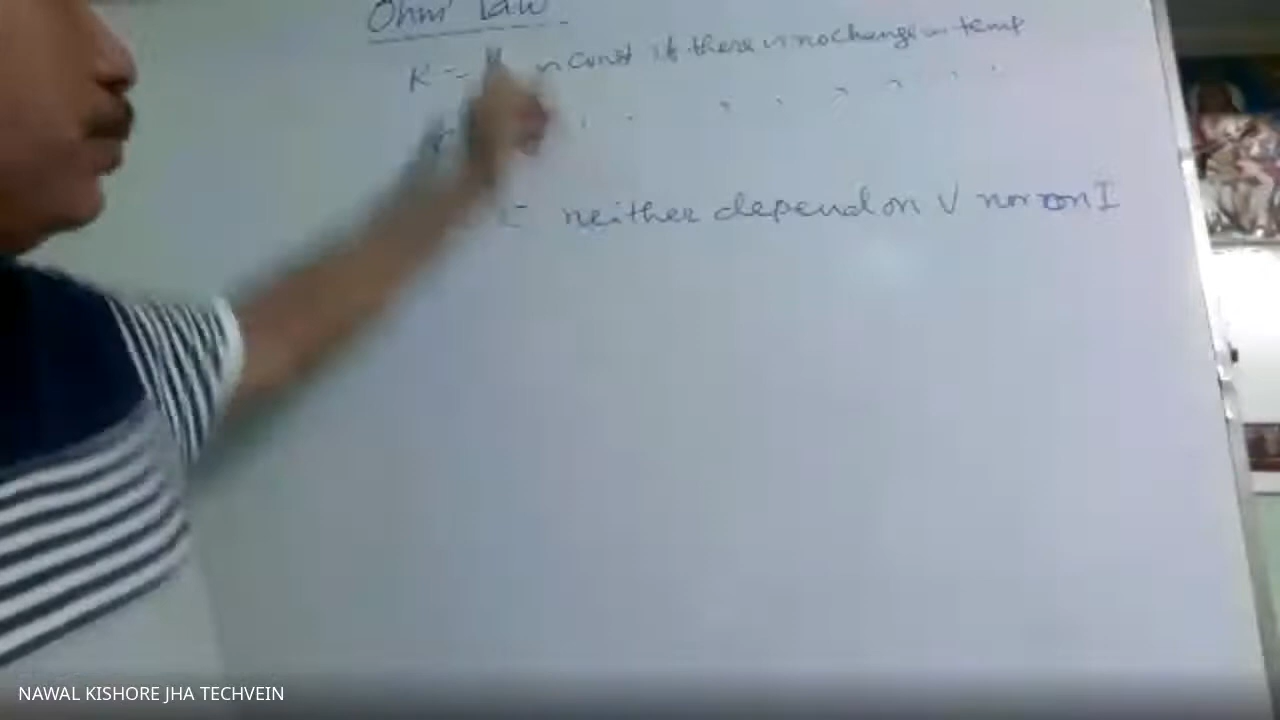 Ohm' Law
R = is const if there is no change in temp
neither depend on V nor on I
NAWAL KISHORE JHA TECHVEIN